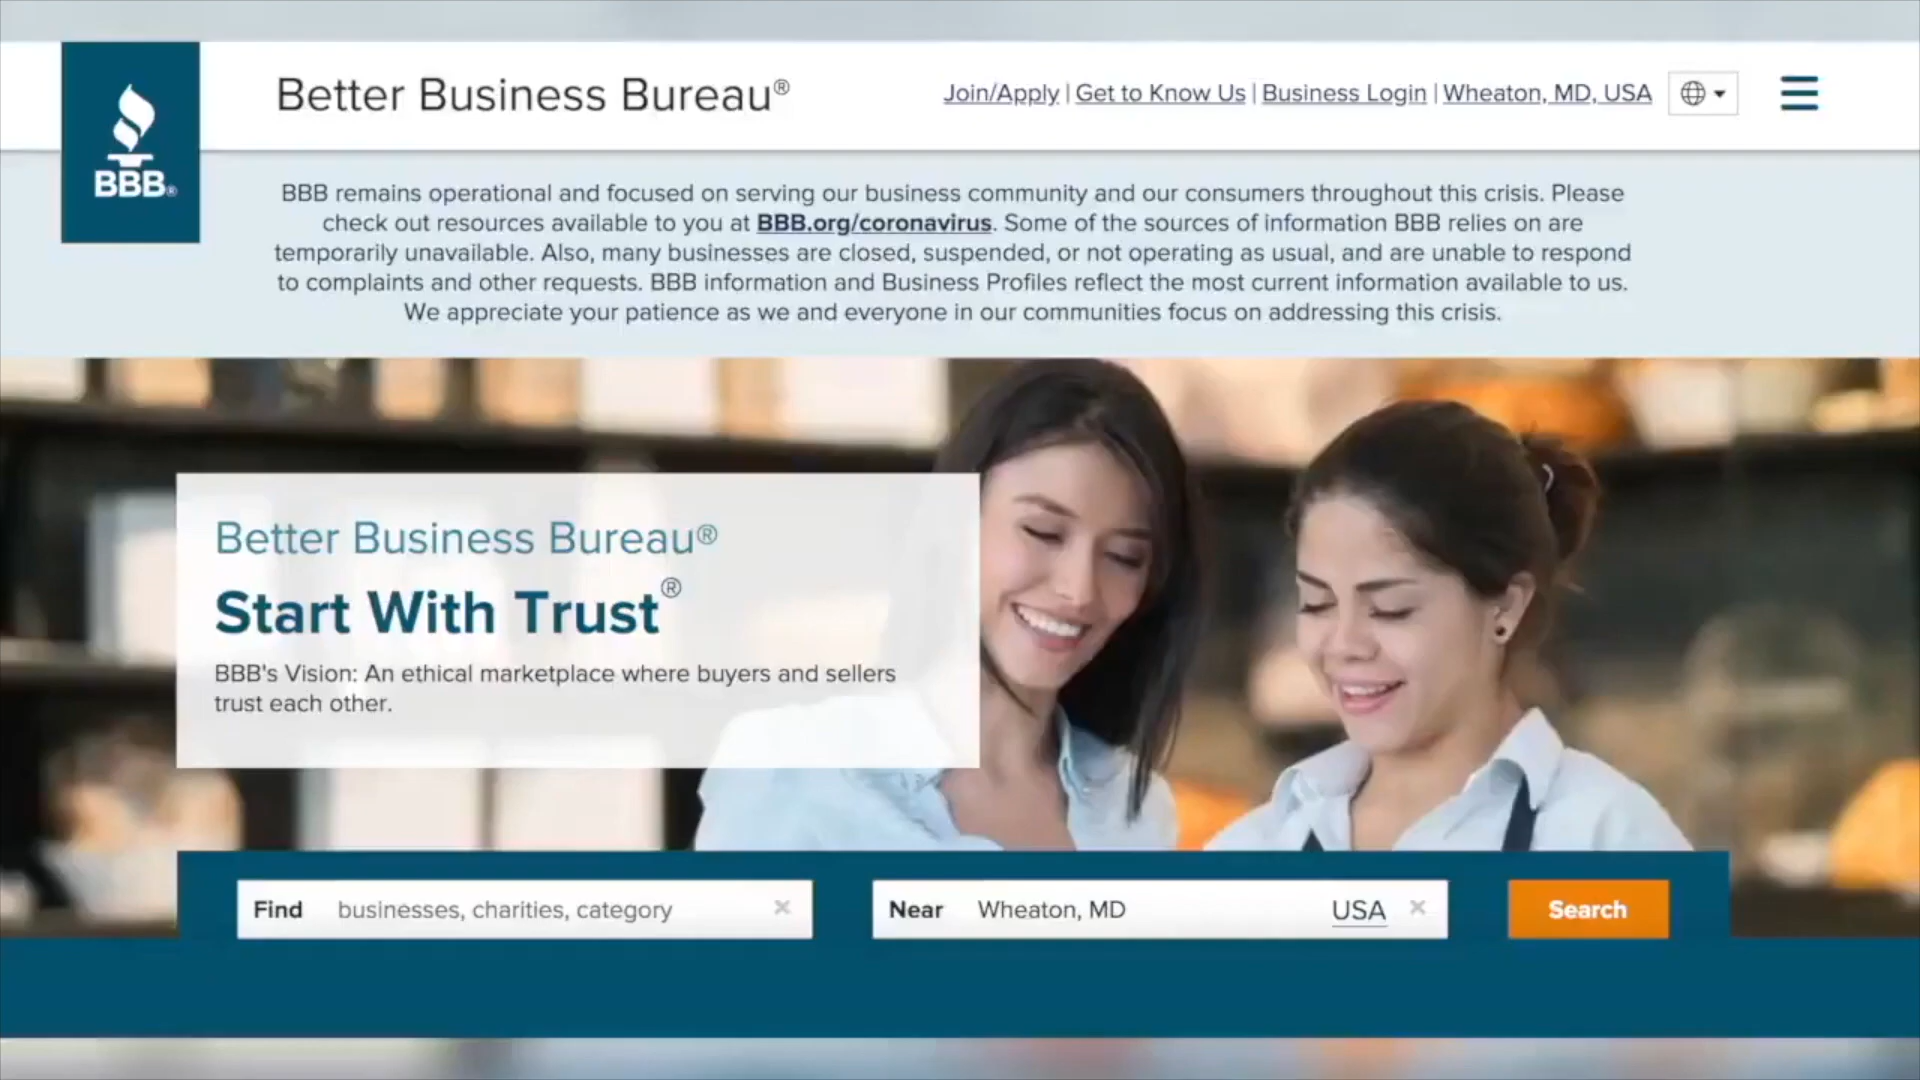 Better Business Bureau®
Join/Apply | Get to Know Us | Business Login | Wheaton, MD, USA
BBB®
BBB remains operational and focused on serving our business community and our consumers throughout this crisis. Please
check out resources available to you at BBB.org/coronavirus. Some of the sources of information BBB relies on are
temporarily unavailable. Also, many businesses are closed, suspended, or not operating as usual, and are unable to respond
to complaints and other requests. BBB information and Business Profiles reflect the most current information available to us.
We appreciate your patience as we and everyone in our communities focus on addressing this crisis.
Better Business Bureau®
Start With Trust®
BBB's Vision: An ethical marketplace where buyers and sellers
trust each other.
Find businesses, charities, category ×
Near Wheaton, MD USA ×
Search